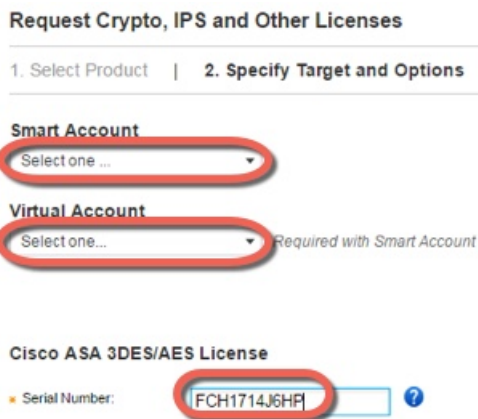 Request Crypto, IPS and Other Licenses
1. Select Product | 2. Specify Target and Options
Smart Account
Select one ...
Virtual Account
Select one... Required with Smart Account
Cisco ASA 3DES/AES License
* Serial Number: FCH1714J6HP ?